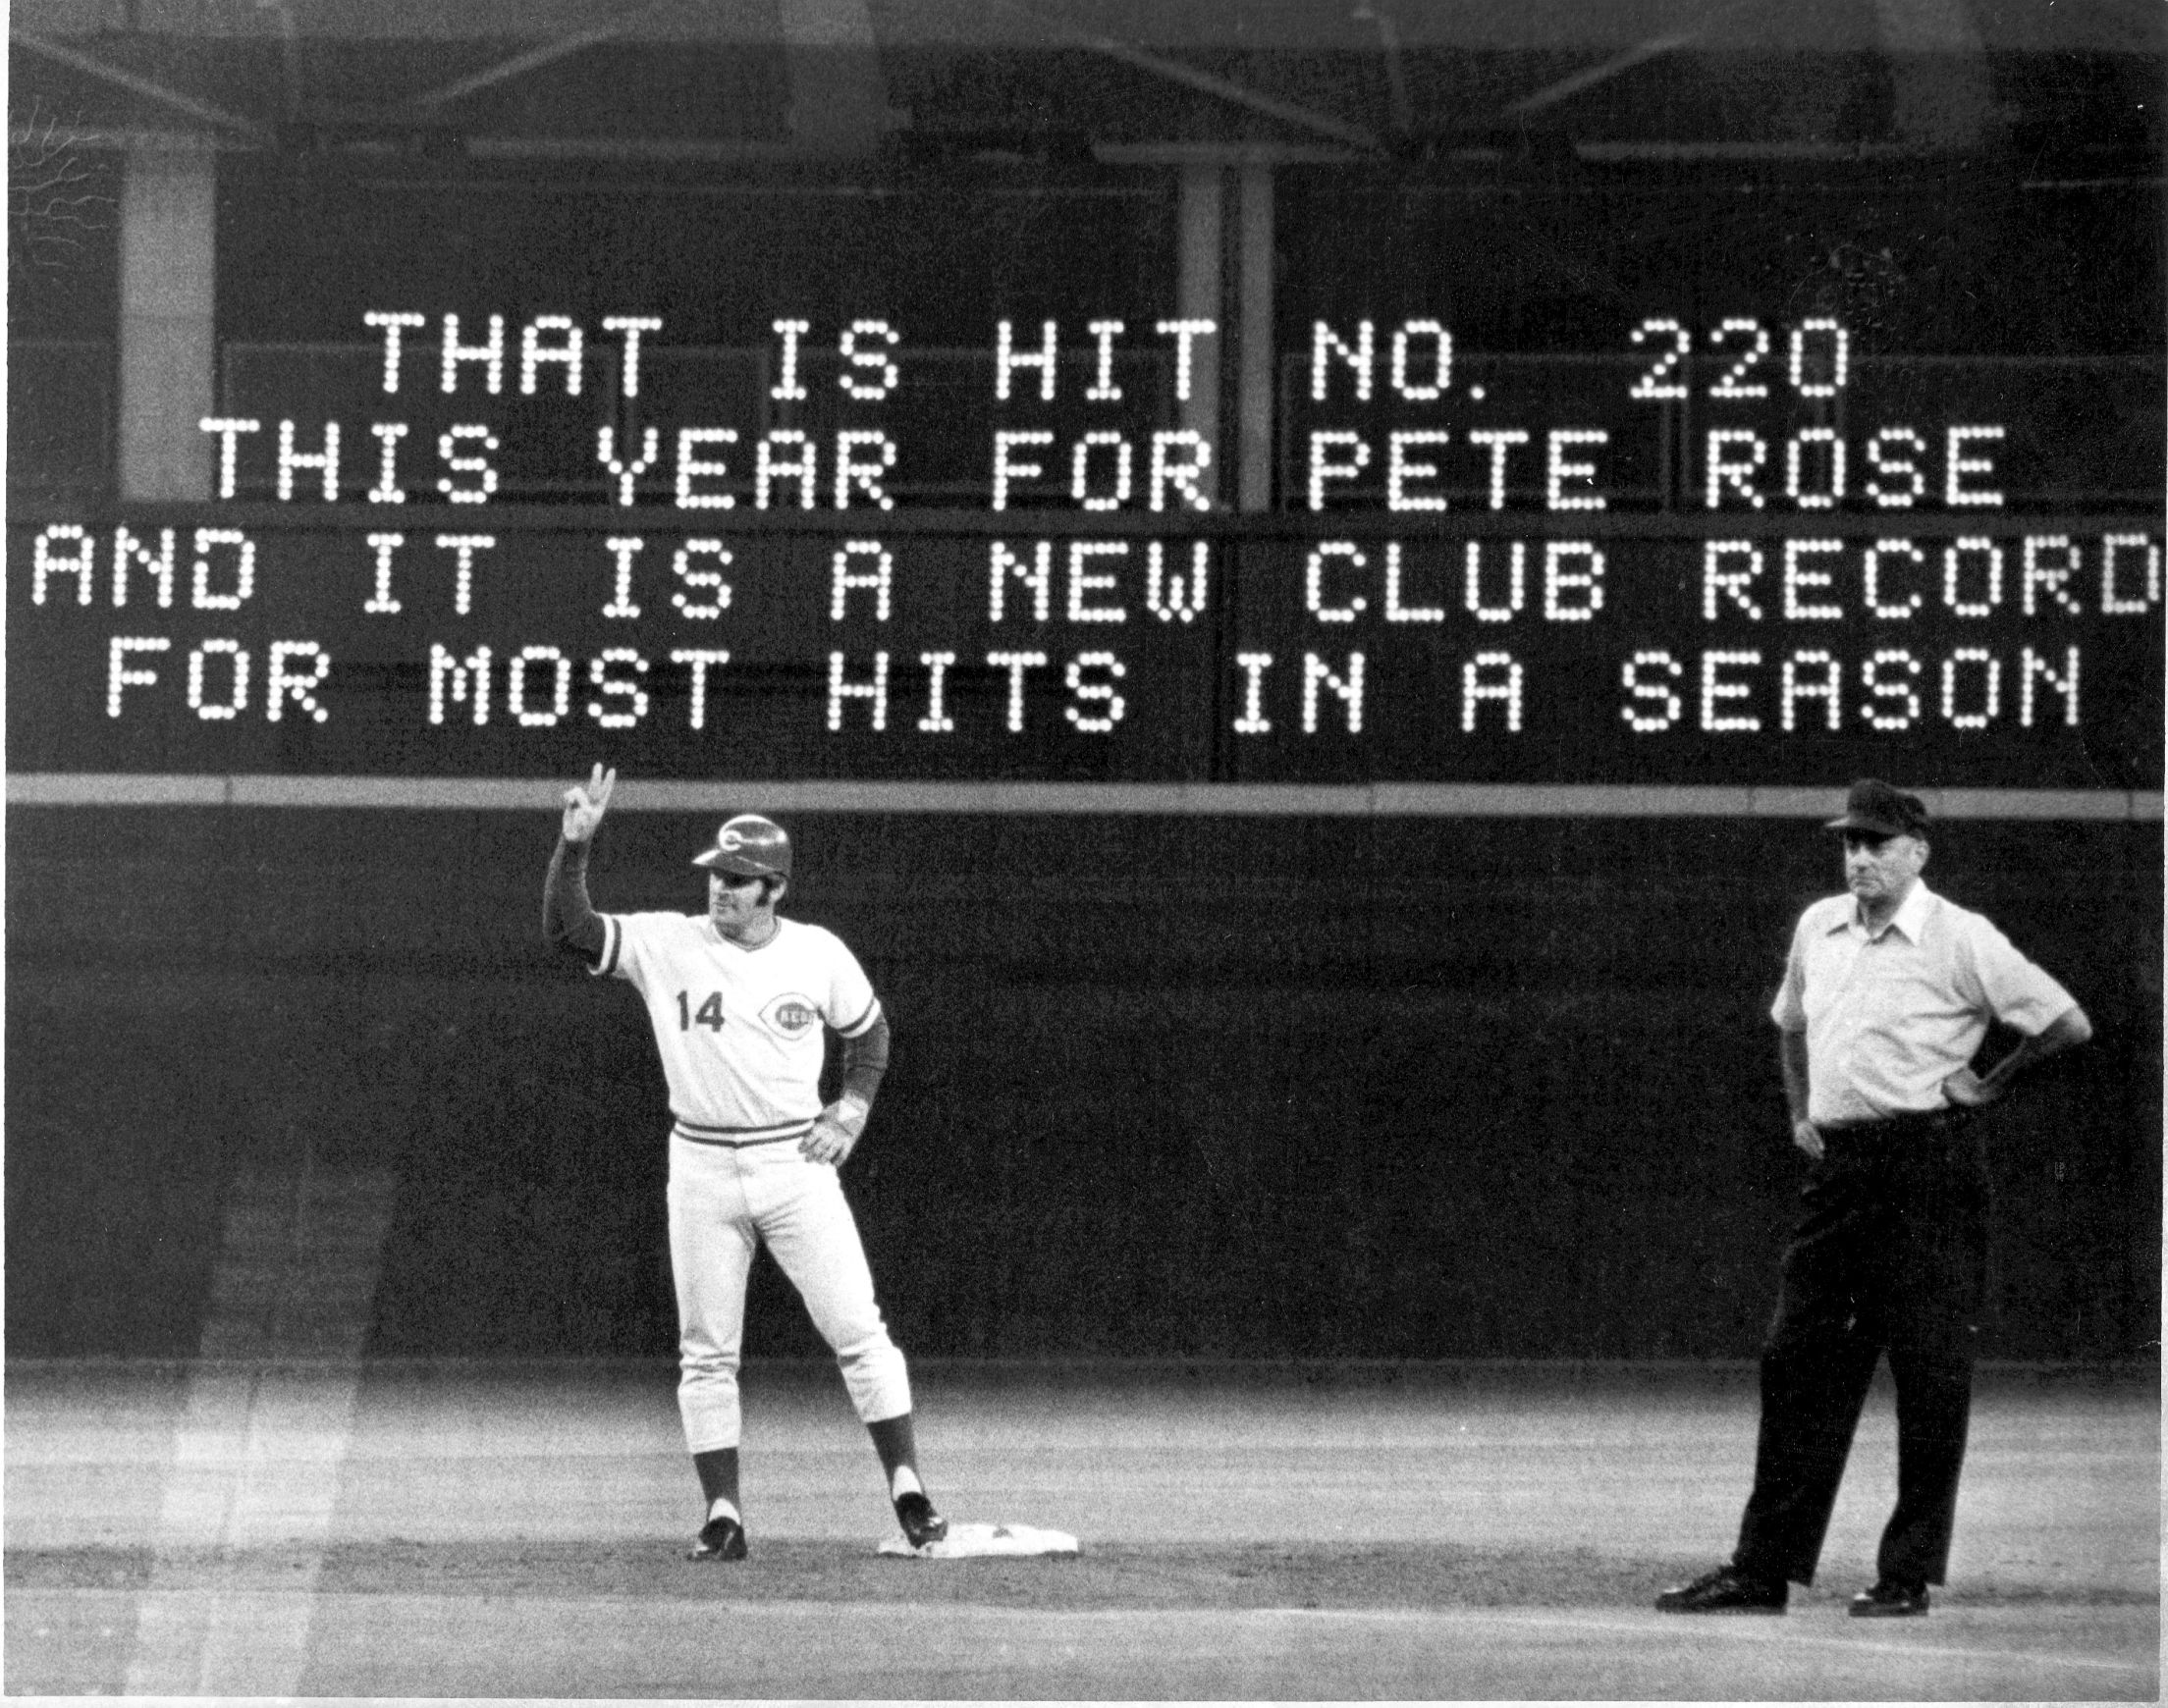 THAT IS HIT NO. 220
THIS YEAR FOR PETE ROSE
AND IT IS A NEW CLUB RECORD
FOR MOST HITS IN A SEASON
C
14
REDS